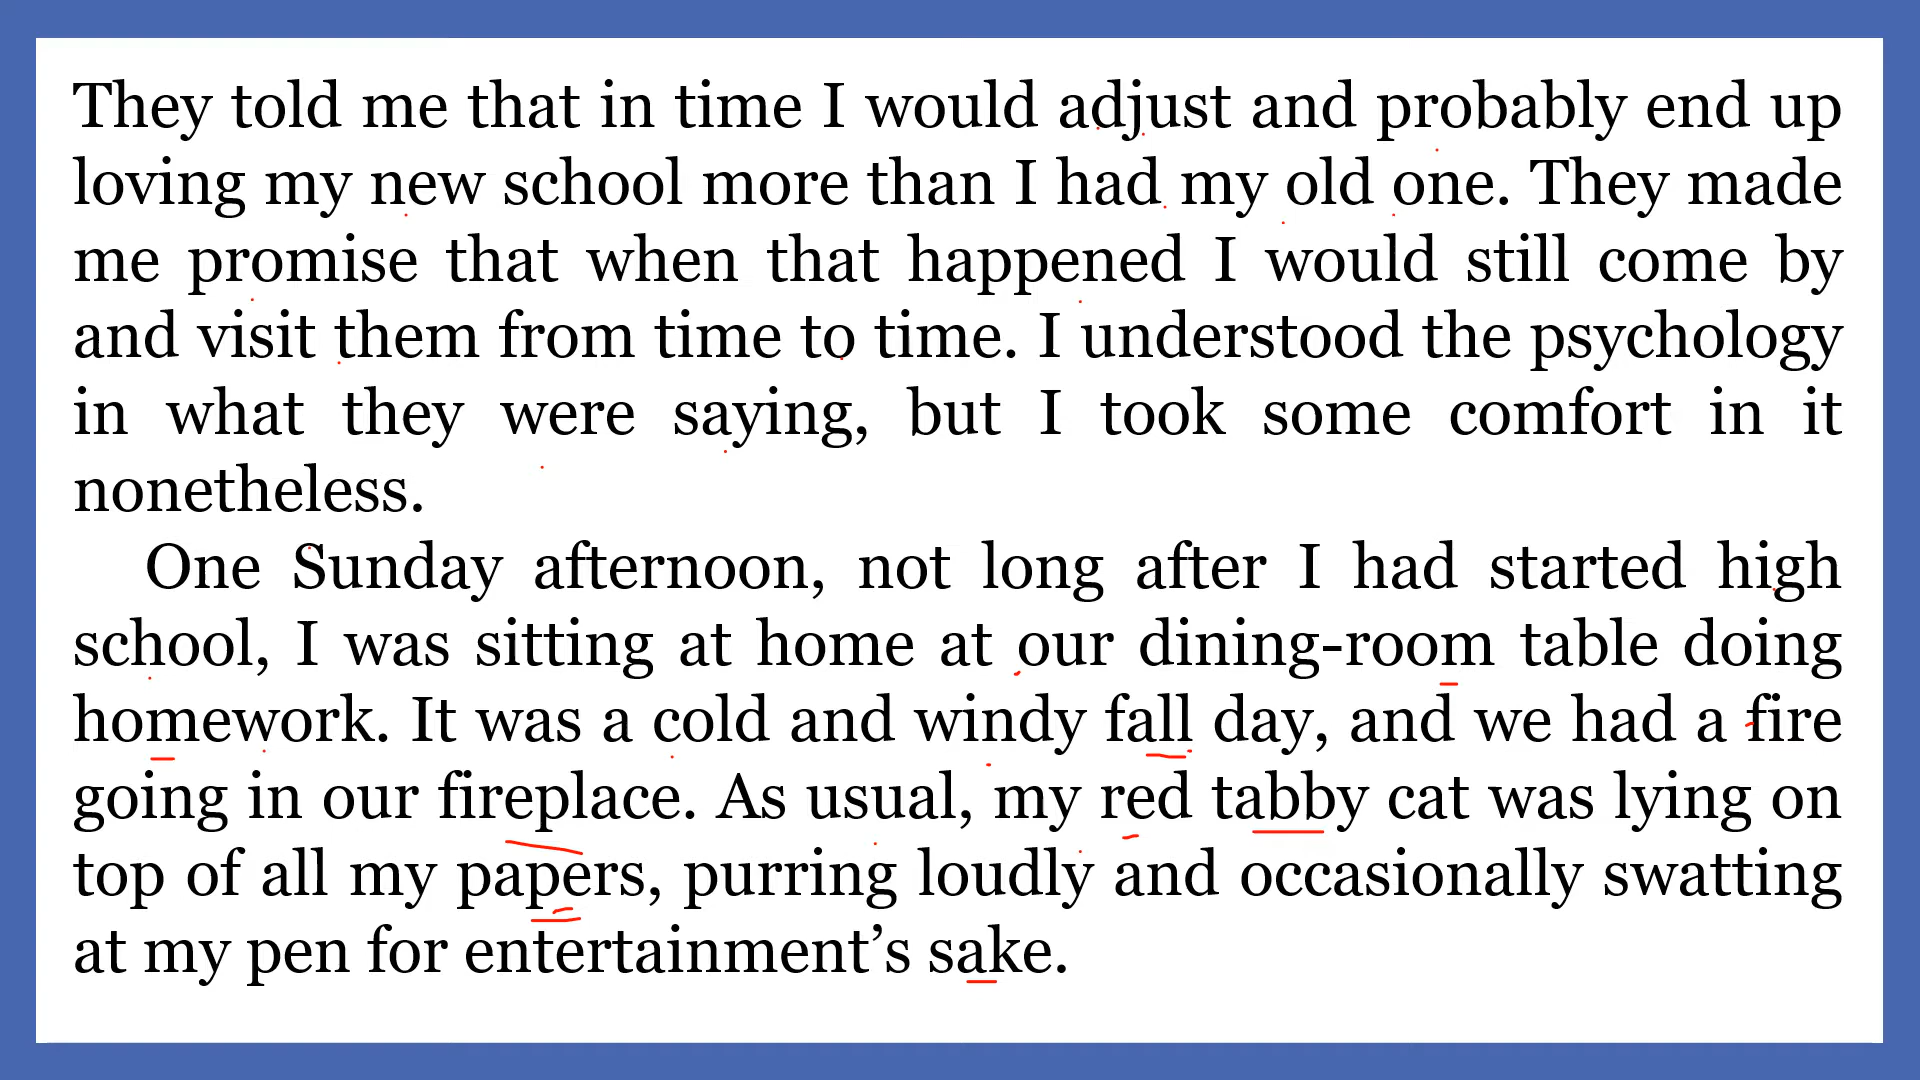 They told me that in time I would adjust and probably end up
loving my new school more than I had my old one. They made
me promise that when that happened I would still come by
and visit them from time to time. I understood the psychology
in what they were saying, but I took some comfort in it
nonetheless.
One Sunday afternoon, not long after I had started high
school, I was sitting at home at our dining-room table doing
homework. It was a cold and windy fall day, and we had a fire
going in our fireplace. As usual, my red tabby cat was lying on
top of all my papers, purring loudly and occasionally swatting
at my pen for entertainment’s sake.